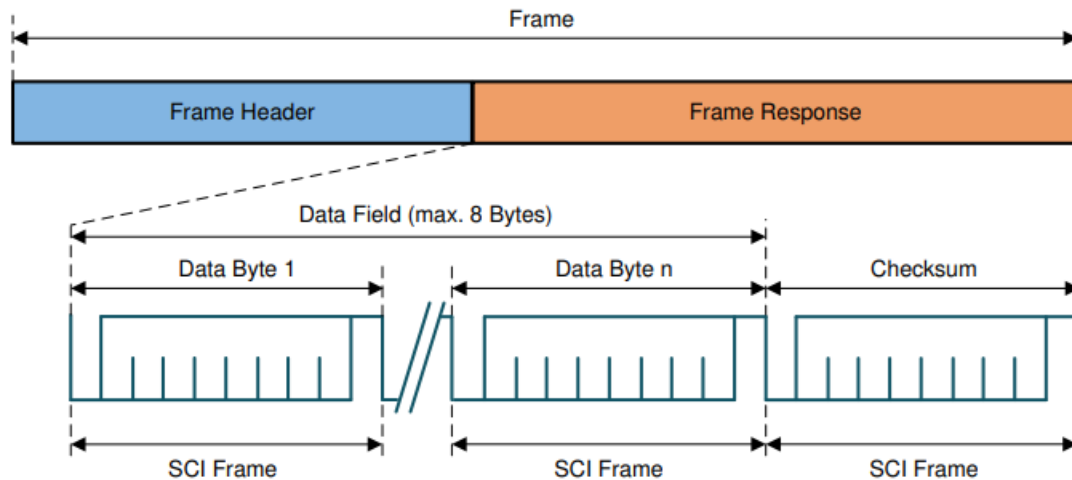 Frame
Frame Header
Frame Response
Data Field (max. 8 Bytes)
Data Byte 1
Data Byte n
Checksum
SCI Frame
SCI Frame
SCI Frame